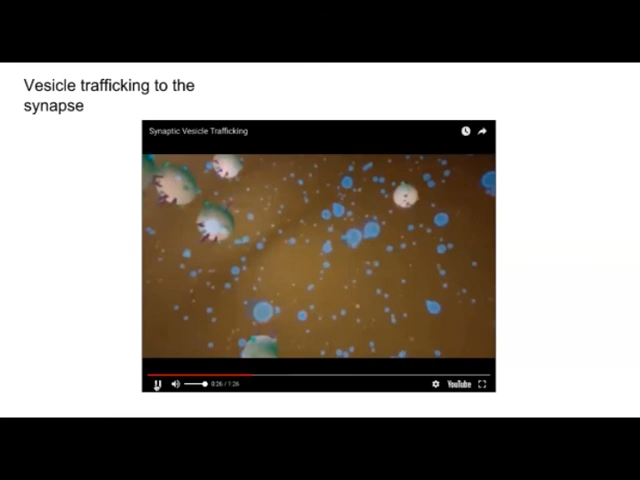 Vesicle trafficking to the
synapse
Synaptic Vesicle Trafficking
0:26 / 1:26
YouTube